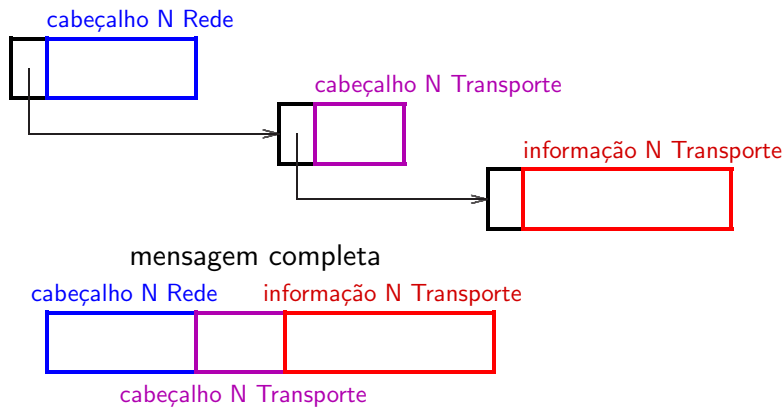 cabeçalho N Rede
cabeçalho N Transporte
informação N Transporte
mensagem completa
cabeçalho N Rede
informação N Transporte
cabeçalho N Transporte